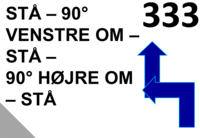 STÅ – 90°
VENSTRE OM –
STÅ –
90° HØJRE OM
– STÅ
333